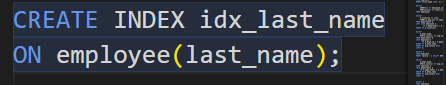 CREATE INDEX idx_last_name
ON employee(last_name);